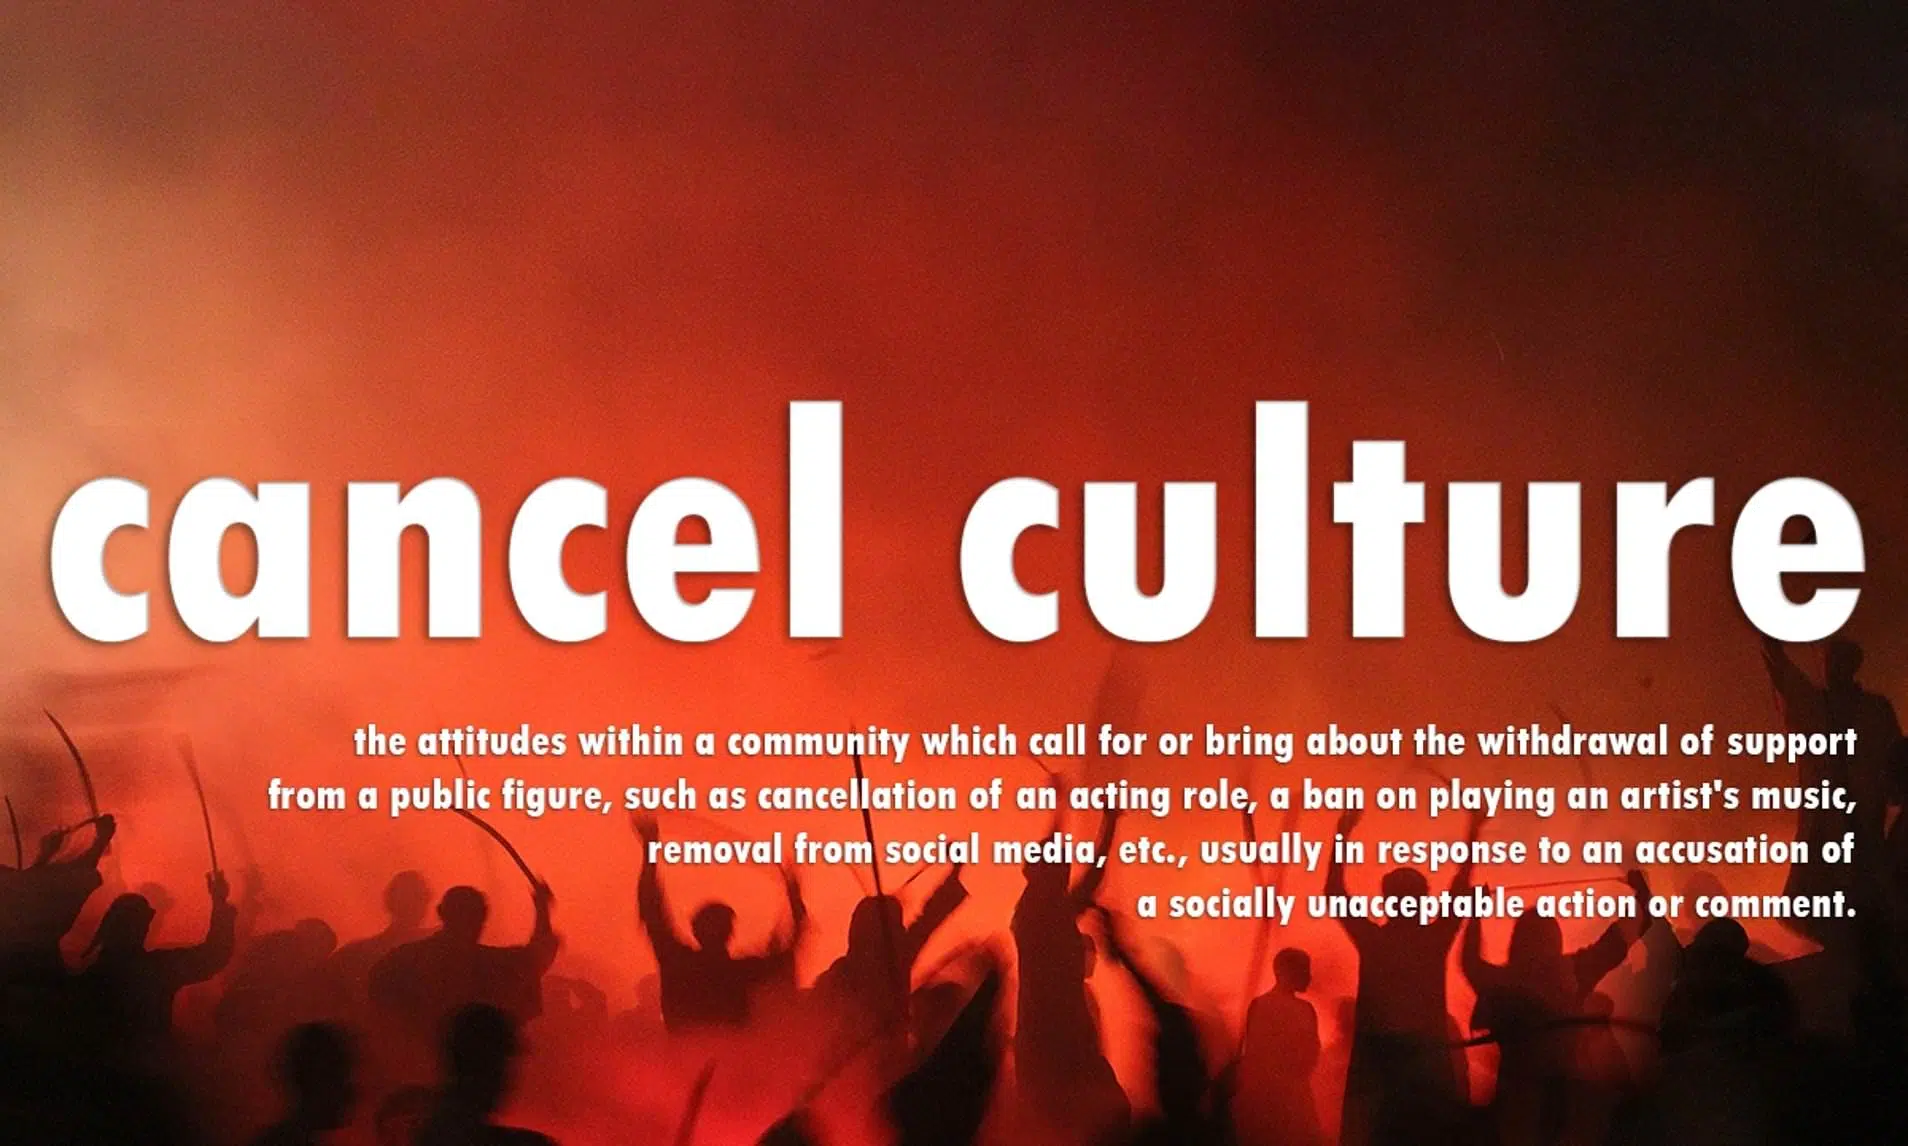 cancel culture
the attitudes within a community which call for or bring about the withdrawal of support
from a public figure, such as cancellation of an acting role, a ban on playing an artist's music,
removal from social media, etc., usually in response to an accusation of
a socially unacceptable action or comment.